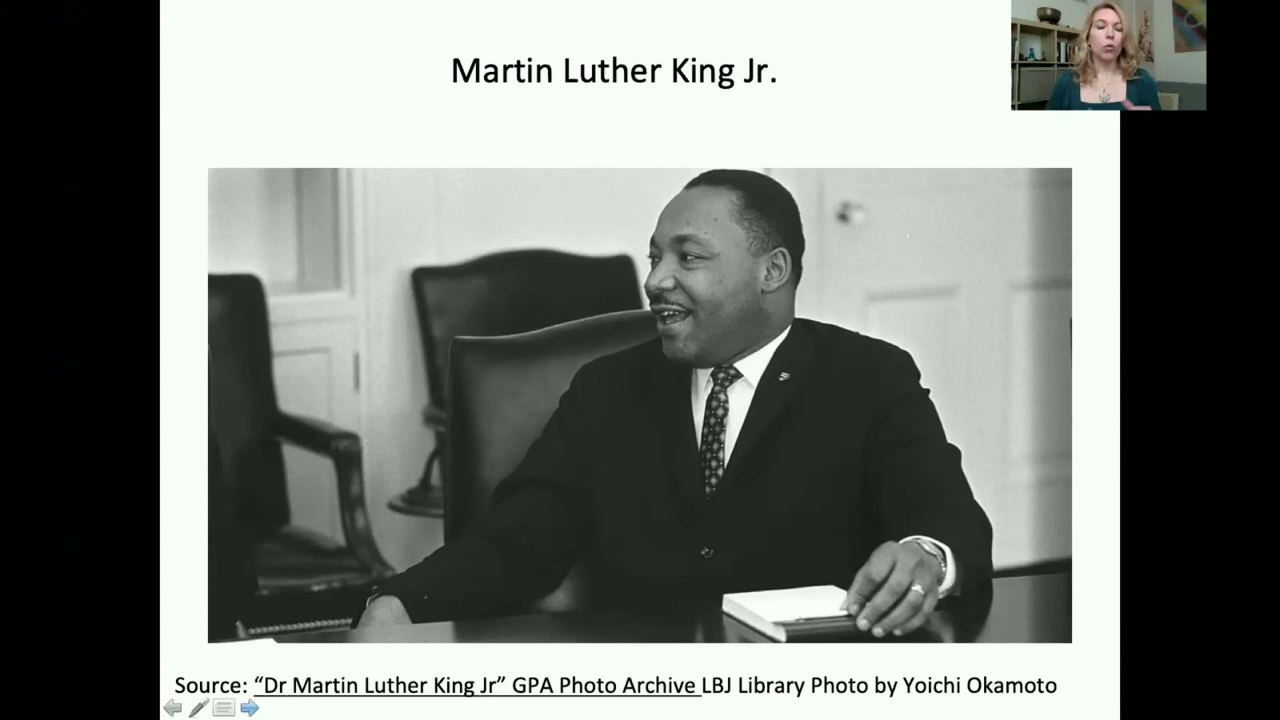 Martin Luther King Jr.
Source: “Dr Martin Luther King Jr” GPA Photo Archive LBJ Library Photo by Yoichi Okamoto